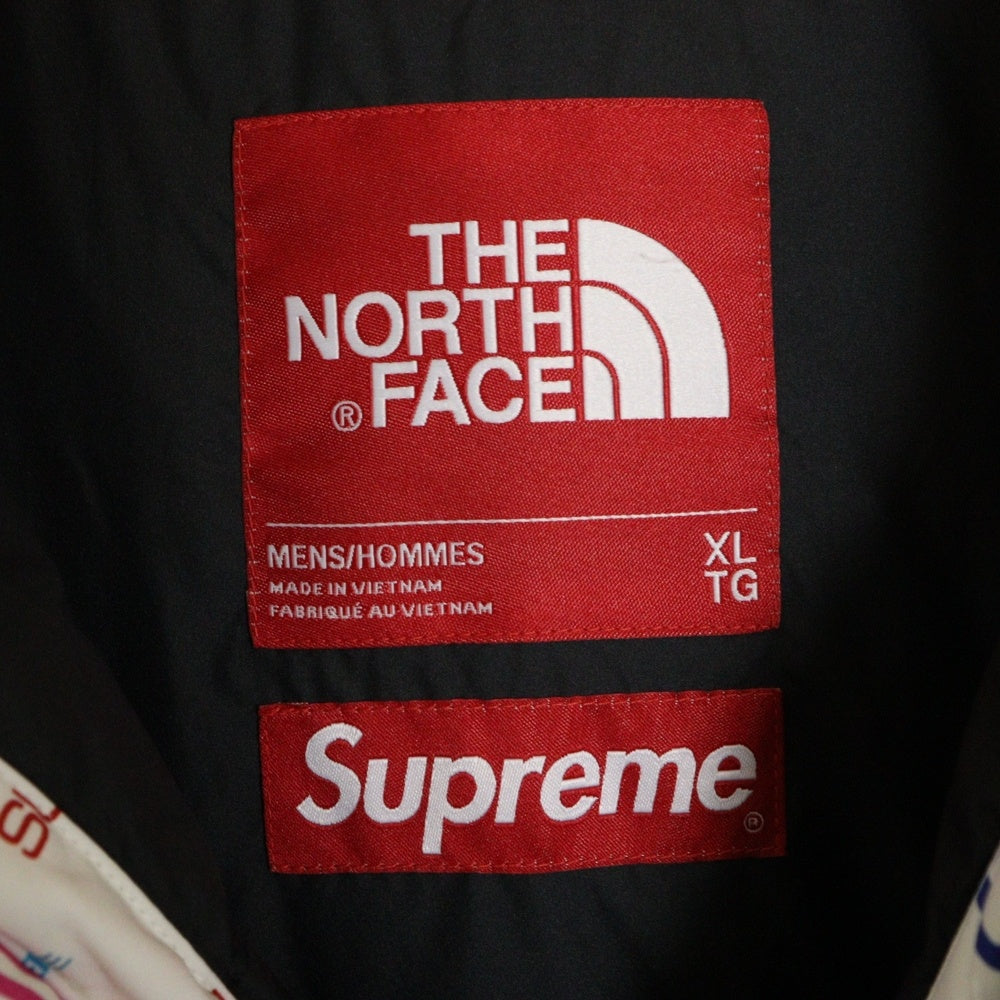 THE
NORTH
® FACE
MENS/HOMMES
MADE IN VIETNAM
FABRIQUÉ AU VIETNAM
XL
TG
Supreme®